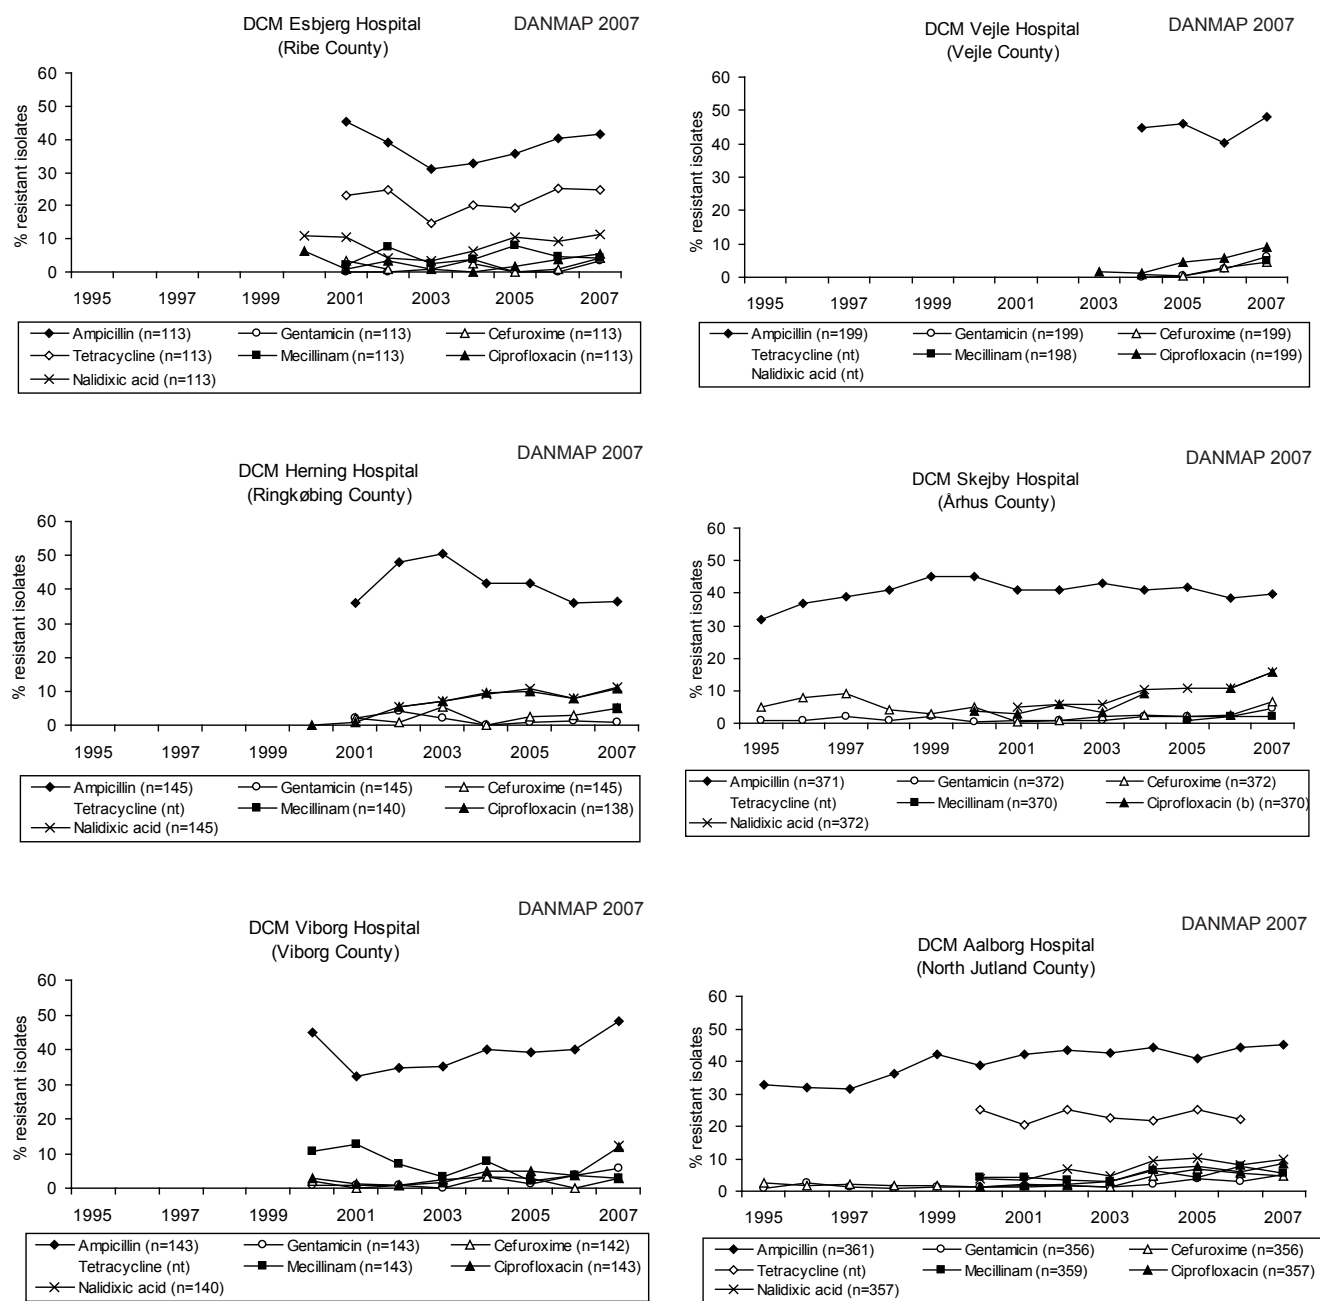 DCM Esbjerg Hospital
(Ribe County)
DANMAP 2007
% resistant isolates
60
50
40
30
20
10
0
1995 1997 1999 2001 2003 2005 2007
Ampicillin (n=113) Gentamicin (n=113) Cefuroxime (n=113)
Tetracycline (n=113) Mecillinam (n=113) Ciprofloxacin (n=113)
Nalidixic acid (n=113)
DCM Vejle Hospital
(Vejle County)
DANMAP 2007
% resistant isolates
60
50
40
30
20
10
0
1995 1997 1999 2001 2003 2005 2007
Ampicillin (n=199) Gentamicin (n=199) Cefuroxime (n=199)
Tetracycline (nt) Mecillinam (n=198) Ciprofloxacin (n=199)
Nalidixic acid (nt)
DCM Herning Hospital
(Ringkøbing County)
DANMAP 2007
% resistant isolates
60
50
40
30
20
10
0
1995 1997 1999 2001 2003 2005 2007
Ampicillin (n=145) Gentamicin (n=145) Cefuroxime (n=145)
Tetracycline (nt) Mecillinam (n=140) Ciprofloxacin (n=138)
Nalidixic acid (n=145)
DCM Skejby Hospital
(Århus County)
DANMAP 2007
% resistant isolates
60
50
40
30
20
10
0
1995 1997 1999 2001 2003 2005 2007
Ampicillin (n=371) Gentamicin (n=372) Cefuroxime (n=372)
Tetracycline (nt) Mecillinam (n=370) Ciprofloxacin (b) (n=370)
Nalidixic acid (n=372)
DCM Viborg Hospital
(Viborg County)
DANMAP 2007
% resistant isolates
60
50
40
30
20
10
0
1995 1997 1999 2001 2003 2005 2007
Ampicillin (n=143) Gentamicin (n=143) Cefuroxime (n=142)
Tetracycline (nt) Mecillinam (n=143) Ciprofloxacin (n=143)
Nalidixic acid (n=140)
DCM Aalborg Hospital
(North Jutland County)
DANMAP 2007
% resistant isolates
60
50
40
30
20
10
0
1995 1997 1999 2001 2003 2005 2007
Ampicillin (n=361) Gentamicin (n=356) Cefuroxime (n=356)
Tetracycline (nt) Mecillinam (n=359) Ciprofloxacin (n=357)
Nalidixic acid (n=357)